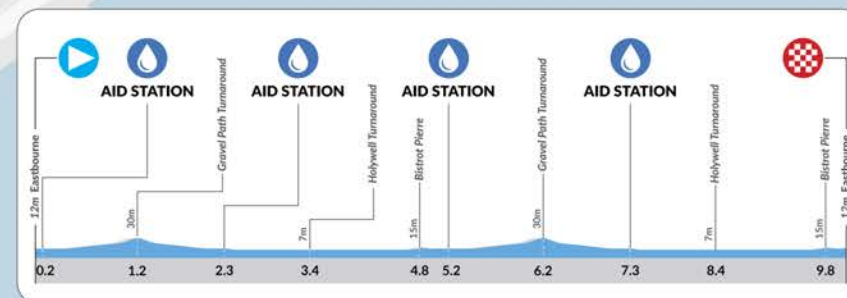 AID STATION
AID STATION
AID STATION
AID STATION
12m Eastbourne
Gravel Path Turnaround
30m
Holywell Turnaround
7m
Bistrot Pierre
15m
Gravel Path Turnaround
30m
Holywell Turnaround
7m
Bistrot Pierre
15m
12m Eastbourne
0.2 1.2 2.3 3.4 4.8 5.2 6.2 7.3 8.4 9.8